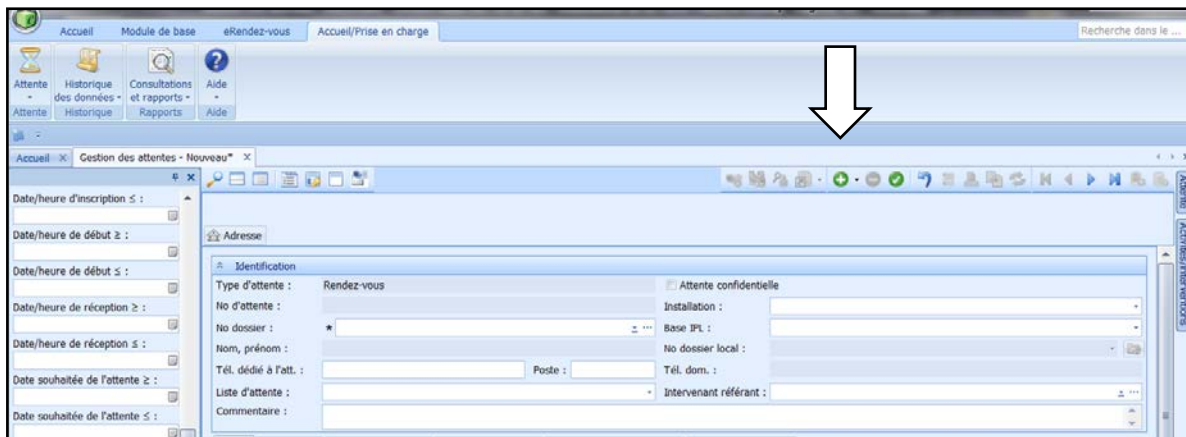 Accueil Module de base eRendez-vous Accueil/Prise en charge Recherche dans le ...
Attente Historique des données Consultations et rapports Aide
Attente Historique Rapports Aide
Accueil X Gestion des attentes - Nouveau* X
Date/heure d'inscription ≤ :
Date/heure de début ≥ :
Date/heure de début ≤ :
Date/heure de réception ≥ :
Date/heure de réception ≤ :
Date souhaitée de l'attente ≥ :
Date souhaitée de l'attente ≤ :
Adresse
Identification
Type d'attente : Rendez-vous Attente confidentielle
No d'attente : Installation :
No dossier : * Base IPL :
Nom, prénom : No dossier local :
Tél. dédié à l'att. : Poste : Tél. dom. :
Liste d'attente : Intervenant référant :
Commentaire :
Attente
Activités/Interventions